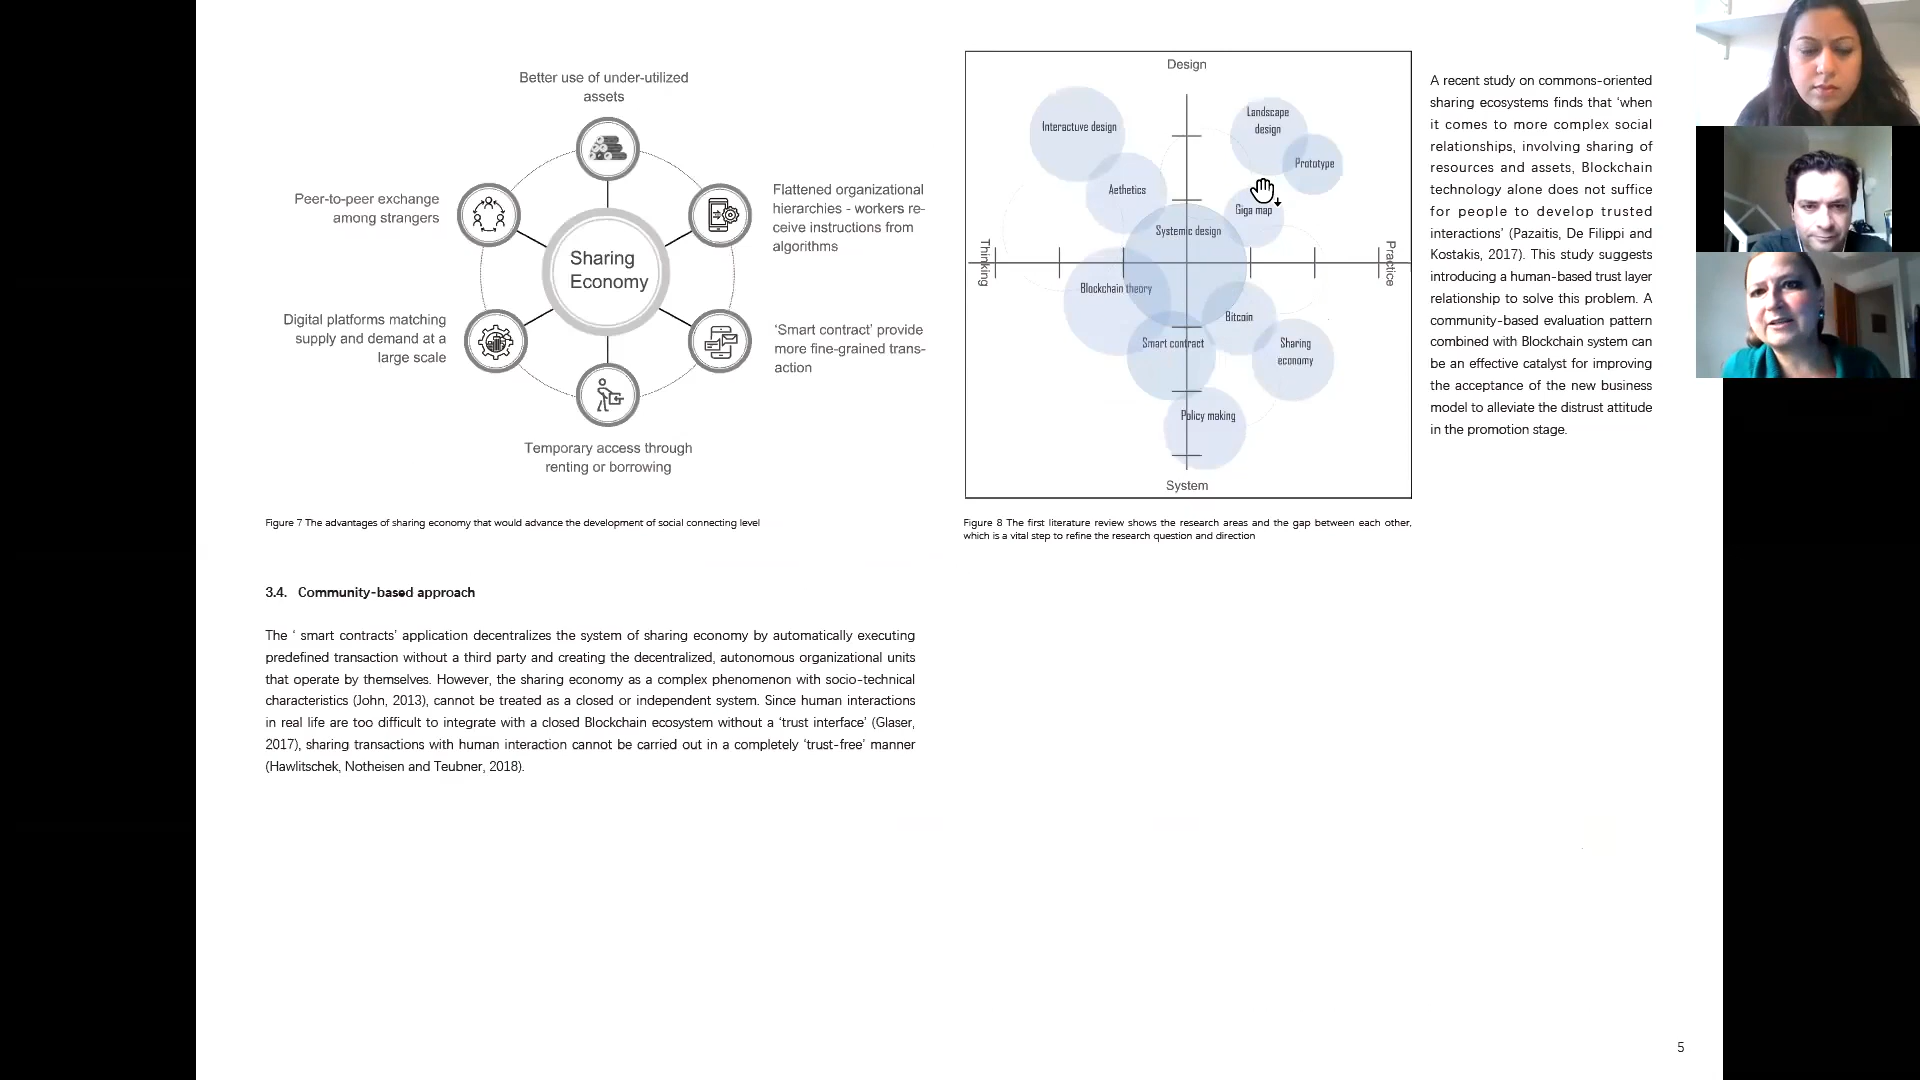 Better use of under-utilized
assets
Peer-to-peer exchange
among strangers
Flattened organizational
hierarchies - workers re-
ceive instructions from
algorithms
Sharing
Economy
Digital platforms matching
supply and demand at a
large scale
‘Smart contract’ provide
more fine-grained trans-
action
Temporary access through
renting or borrowing
Figure 7 The advantages of sharing economy that would advance the development of social connecting level
Design
Interactuve design
Landscape
design
Prototype
Aethetics
Giga map
Systemic design
Thinking
Practice
Blockchain theory
Bitcoin
Smart contract
Sharing
economy
Policy making
System
Figure 8 The first literature review shows the research areas and the gap between each other,
which is a vital step to refine the research question and direction
A recent study on commons-oriented
sharing ecosystems finds that ‘when
it comes to more complex social
relationships, involving sharing of
resources and assets, Blockchain
technology alone does not suffice
for people to develop trusted
interactions’ (Pazaitis, De Filippi and
Kostakis, 2017). This study suggests
introducing a human-based trust layer
relationship to solve this problem. A
community-based evaluation pattern
combined with Blockchain system can
be an effective catalyst for improving
the acceptance of the new business
model to alleviate the distrust attitude
in the promotion stage.
3.4. Community-based approach
The ‘ smart contracts’ application decentralizes the system of sharing economy by automatically executing
predefined transaction without a third party and creating the decentralized, autonomous organizational units
that operate by themselves. However, the sharing economy as a complex phenomenon with socio-technical
characteristics (John, 2013), cannot be treated as a closed or independent system. Since human interactions
in real life are too difficult to integrate with a closed Blockchain ecosystem without a ‘trust interface’ (Glaser,
2017), sharing transactions with human interaction cannot be carried out in a completely ‘trust-free’ manner
(Hawlitschek, Notheisen and Teubner, 2018).
5